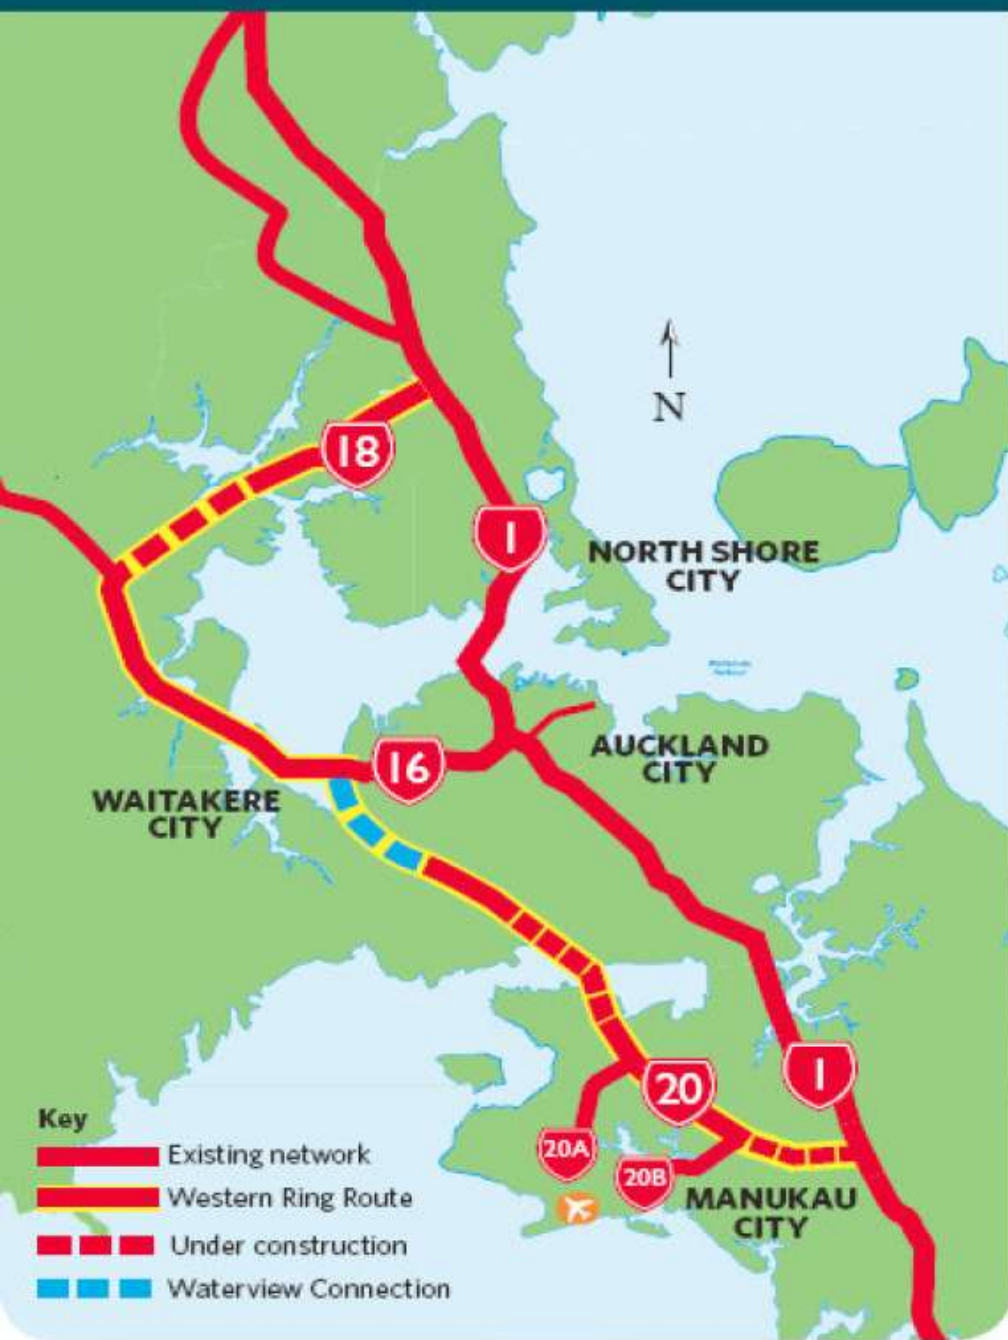 18
1
N
NORTH SHORE
CITY
16
AUCKLAND
CITY
WAITAKERE
CITY
1
20
20A
20B
MANUKAU
CITY
Key
Existing network
Western Ring Route
Under construction
Waterview Connection